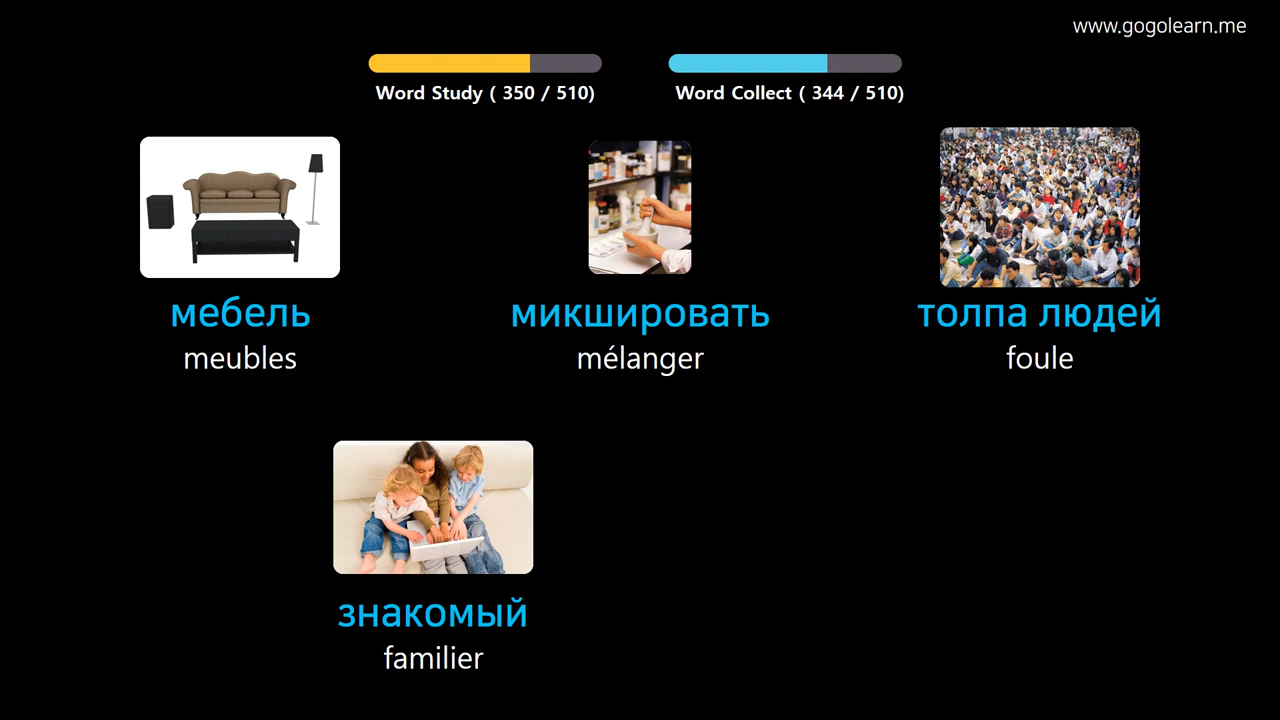 www.gogolearn.me
Word Study ( 350 / 510)
Word Collect ( 344 / 510)
мебель
meubles
микшировать
mélanger
толпа людей
foule
знакомый
familier